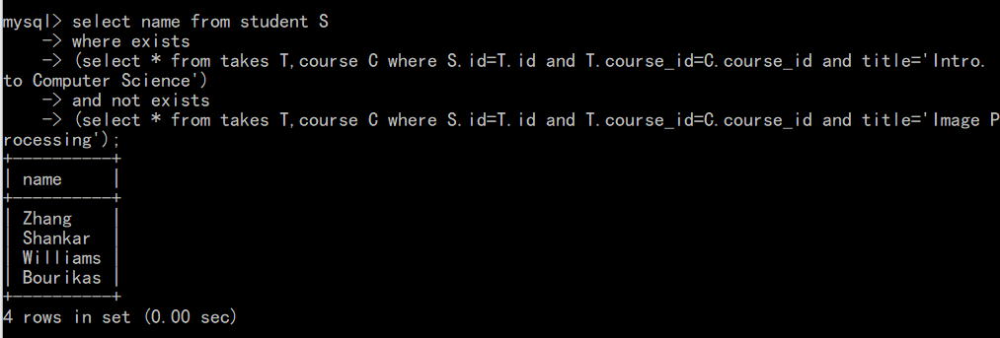 mysql> select name from student S
    -> where exists
    -> (select * from takes T,course C where S.id=T.id and T.course_id=C.course_id and title='Intro.
to Computer Science')
    -> and not exists
    -> (select * from takes T,course C where S.id=T.id and T.course_id=C.course_id and title='Image P
rocessing');
+----------+
| name     |
+----------+
| Zhang    |
| Shankar  |
| Williams |
| Bourikas |
+----------+
4 rows in set (0.00 sec)